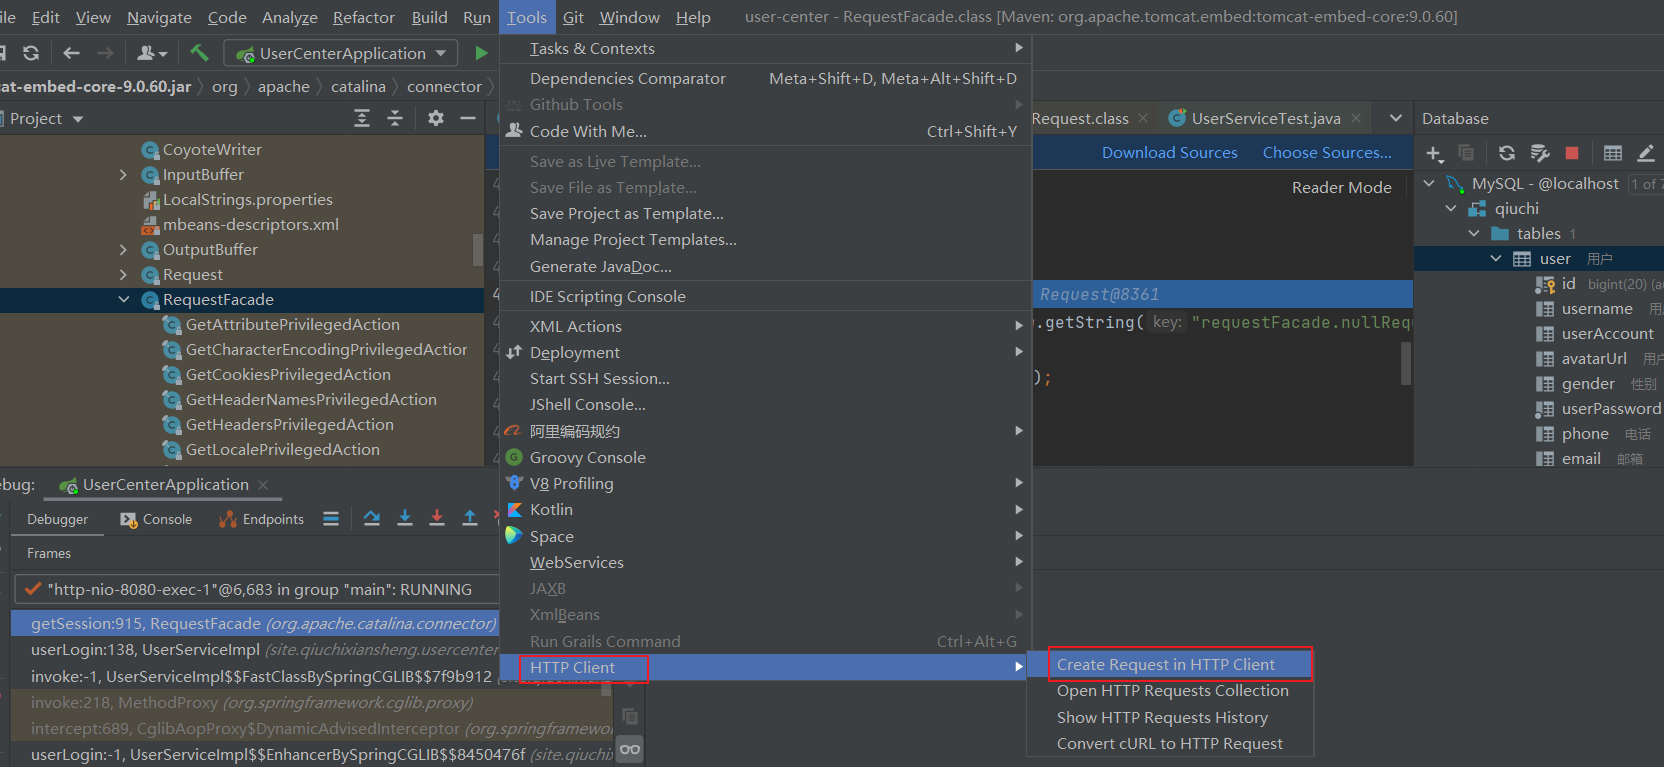 ile Edit View Navigate Code Analyze Refactor Build Run Tools Git Window Help user-center - RequestFacade.class [Maven: org.apache.tomcat.embed:tomcat-embed-core:9.0.60]
UserCenterApplication
cat-embed-core-9.0.60.jar org apache catalina connector
Project
CoyoteWriter
InputBuffer
LocalStrings.properties
mbeans-descriptors.xml
OutputBuffer
Request
RequestFacade
GetAttributePrivilegedAction
GetCharacterEncodingPrivilegedAction
GetCookiesPrivilegedAction
GetHeaderNamesPrivilegedAction
GetHeadersPrivilegedAction
GetLocalePrivilegedAction
Tasks & Contexts
Dependencies Comparator Meta+Shift+D, Meta+Alt+Shift+D
Github Tools
Code With Me... Ctrl+Shift+Y
Save as Live Template...
Save File as Template...
Save Project as Template...
Manage Project Templates...
Generate JavaDoc...
IDE Scripting Console
XML Actions
Deployment
Start SSH Session...
JShell Console...
阿里编码规约
Groovy Console
V8 Profiling
Kotlin
Space
WebServices
JAXB
XmlBeans
Run Grails Command Ctrl+Alt+G
HTTP Client
Create Request in HTTP Client
Open HTTP Requests Collection
Show HTTP Requests History
Convert cURL to HTTP Request
Request.class UserServiceTest.java
Download Sources Choose Sources...
Reader Mode
Request@8361
.getString( key: "requestFacade.nullReq
);
Database
MySQL - @localhost 1 of 7
qiuchi
tables 1
user 用户
id bigint(20) (au
username 用
userAccount
avatarUrl 用户
gender 性别
userPassword
phone 电话
email 邮箱
ebug: UserCenterApplication
Debugger Console Endpoints
Frames
"http-nio-8080-exec-1"@6,683 in group "main": RUNNING
getSession:915, RequestFacade (org.apache.catalina.connector)
userLogin:138, UserServiceImpl (site.qiuchixiansheng.usercenter
invoke:-1, UserServiceImpl$$FastClassBySpringCGLIB$$7f9b912
invoke:218, MethodProxy (org.springframework.cglib.proxy)
intercept:689, CglibAopProxy$DynamicAdvisedInterceptor (org.springframewo
userLogin:-1, UserServiceImpl$$EnhancerBySpringCGLIB$$8450476f (site.qiuchix